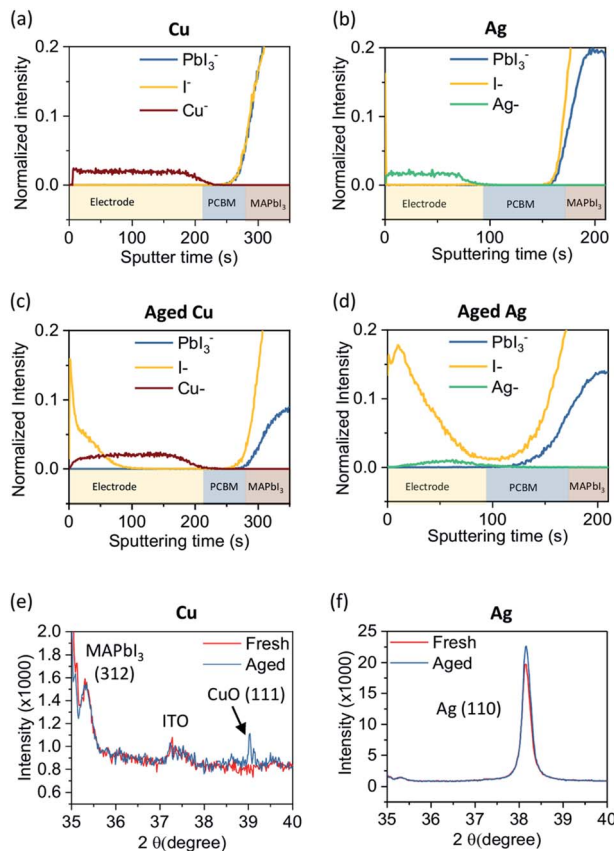 (a)
Cu
Normalized intensity
0.2
0.1
0.0
PbI₃⁻
I⁻
Cu⁻
Electrode
PCBM
MAPbI₃
0 100 200 300
Sputter time (s)
(b)
Ag
Normalized Intensity
0.2
0.1
0.0
PbI₃⁻
I-
Ag-
Electrode
PCBM
MAPbI₃
0 50 100 150 200
Sputtering time (s)
(c)
Aged Cu
Normalized Intensity
0.2
0.1
0.0
PbI₃⁻
I-
Cu-
Electrode
PCBM
MAPbI₃
0 100 200 300
Sputtering time (s)
(d)
Aged Ag
Normalized Intensity
0.2
0.1
0.0
PbI₃⁻
I-
Ag-
Electrode
PCBM
MAPbI₃
0 50 100 150 200
Sputtering time (s)
(e)
Cu
Intensity (x1000)
2.0
1.8
1.6
1.4
1.2
1.0
0.8
0.6
MAPbI₃
(312)
Fresh
Aged
CuO (111)
ITO
35 36 37 38 39 40
2 θ(degree)
(f)
Ag
Intensity (x1000)
25
20
15
10
5
0
Fresh
Aged
Ag (110)
35 36 37 38 39 40
2 θ(degree)